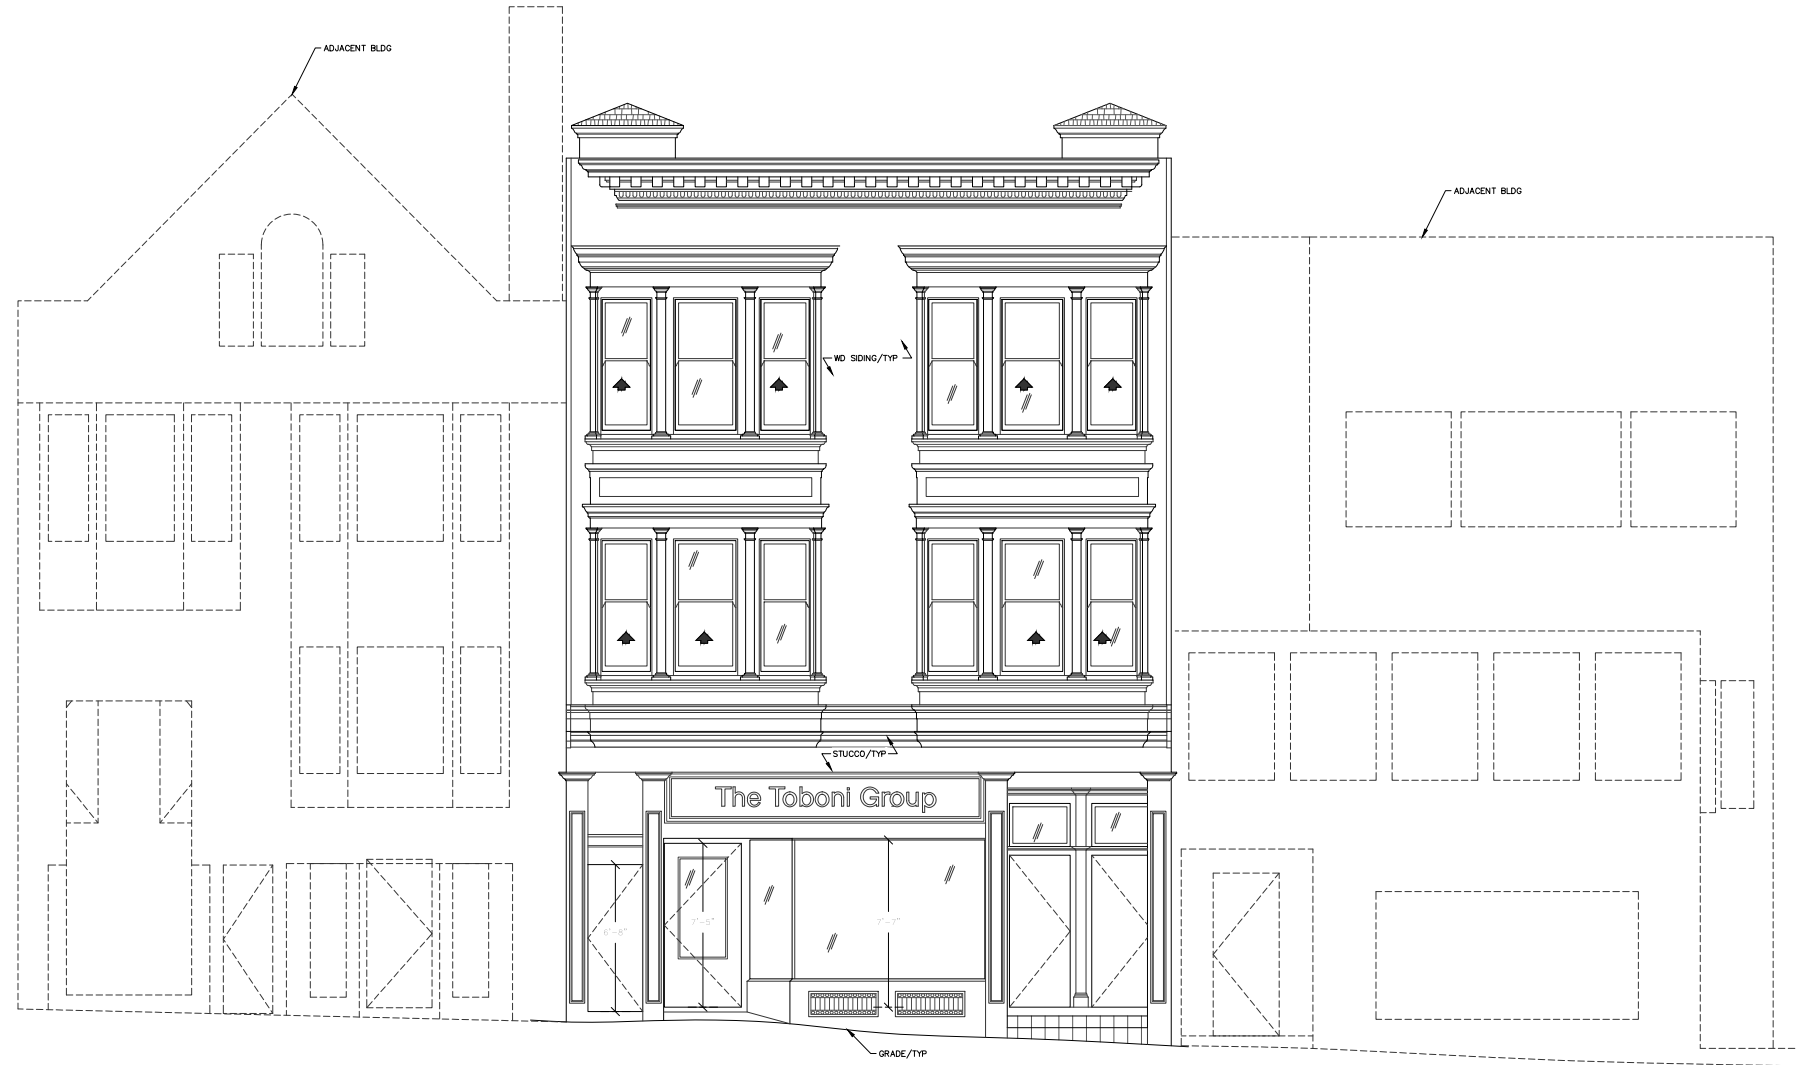 ADJACENT BLDG
ADJACENT BLDG
WD SIDING/TYP
STUCCO/TYP
The Toboni Group
7'-5"
7'-7"
6'-8"
GRADE/TYP